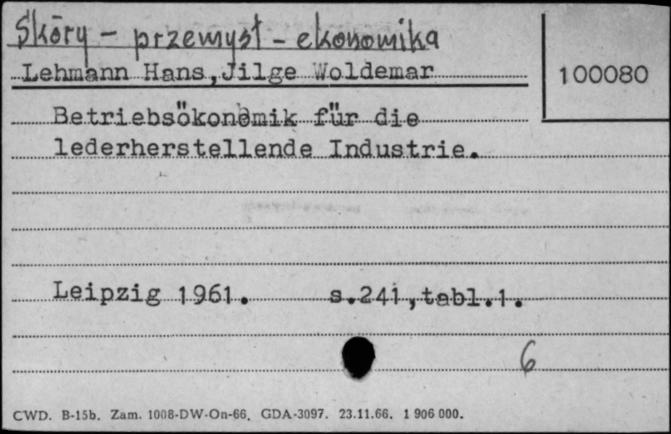 Skóry - przemysł - ekonomika
Lehmann Hans, Jilge Woldemar
100080
Betriebsökonomik für die
lederherstellende Industrie.
Leipzig 1961. s.241, tabl.1.
6
CWD. B-15b. Zam. 1008-DW-On-66. GDA-3097. 23.11.66. 1 906 000.